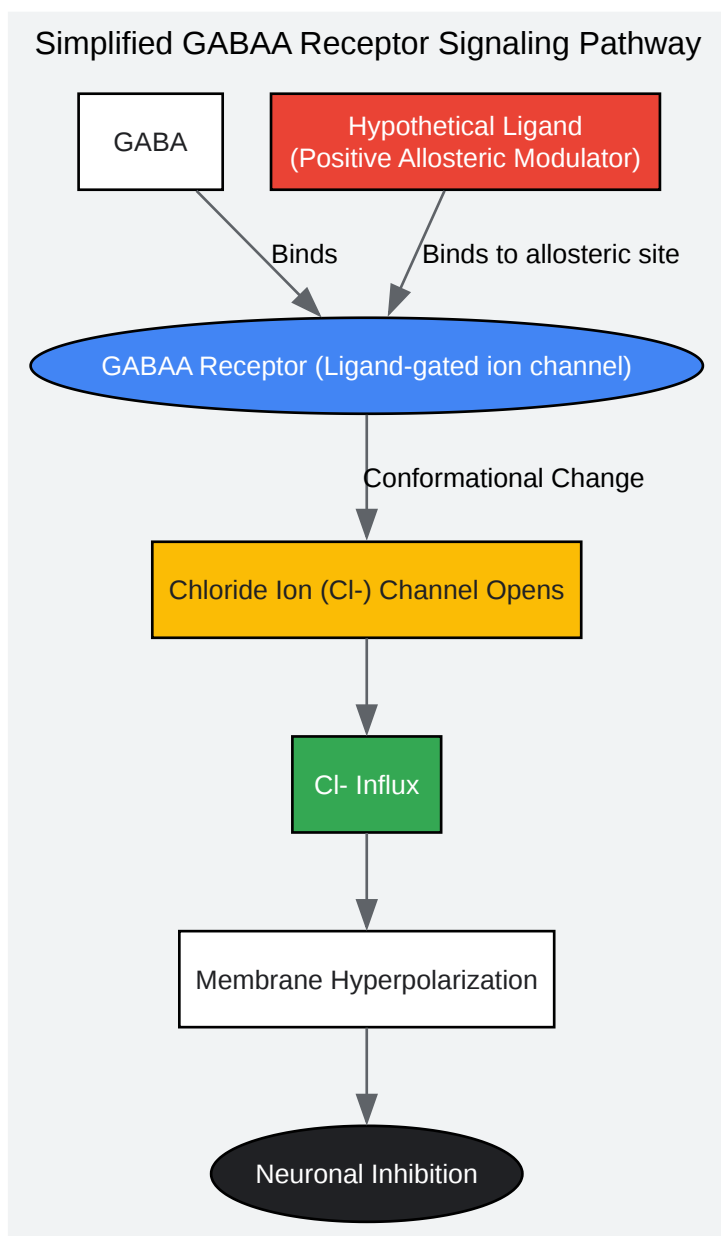 Simplified GABAA Receptor Signaling Pathway
GABA
Hypothetical Ligand
(Positive Allosteric Modulator)
Binds
Binds to allosteric site
GABAA Receptor (Ligand-gated ion channel)
Conformational Change
Chloride Ion (Cl-) Channel Opens
Cl- Influx
Membrane Hyperpolarization
Neuronal Inhibition